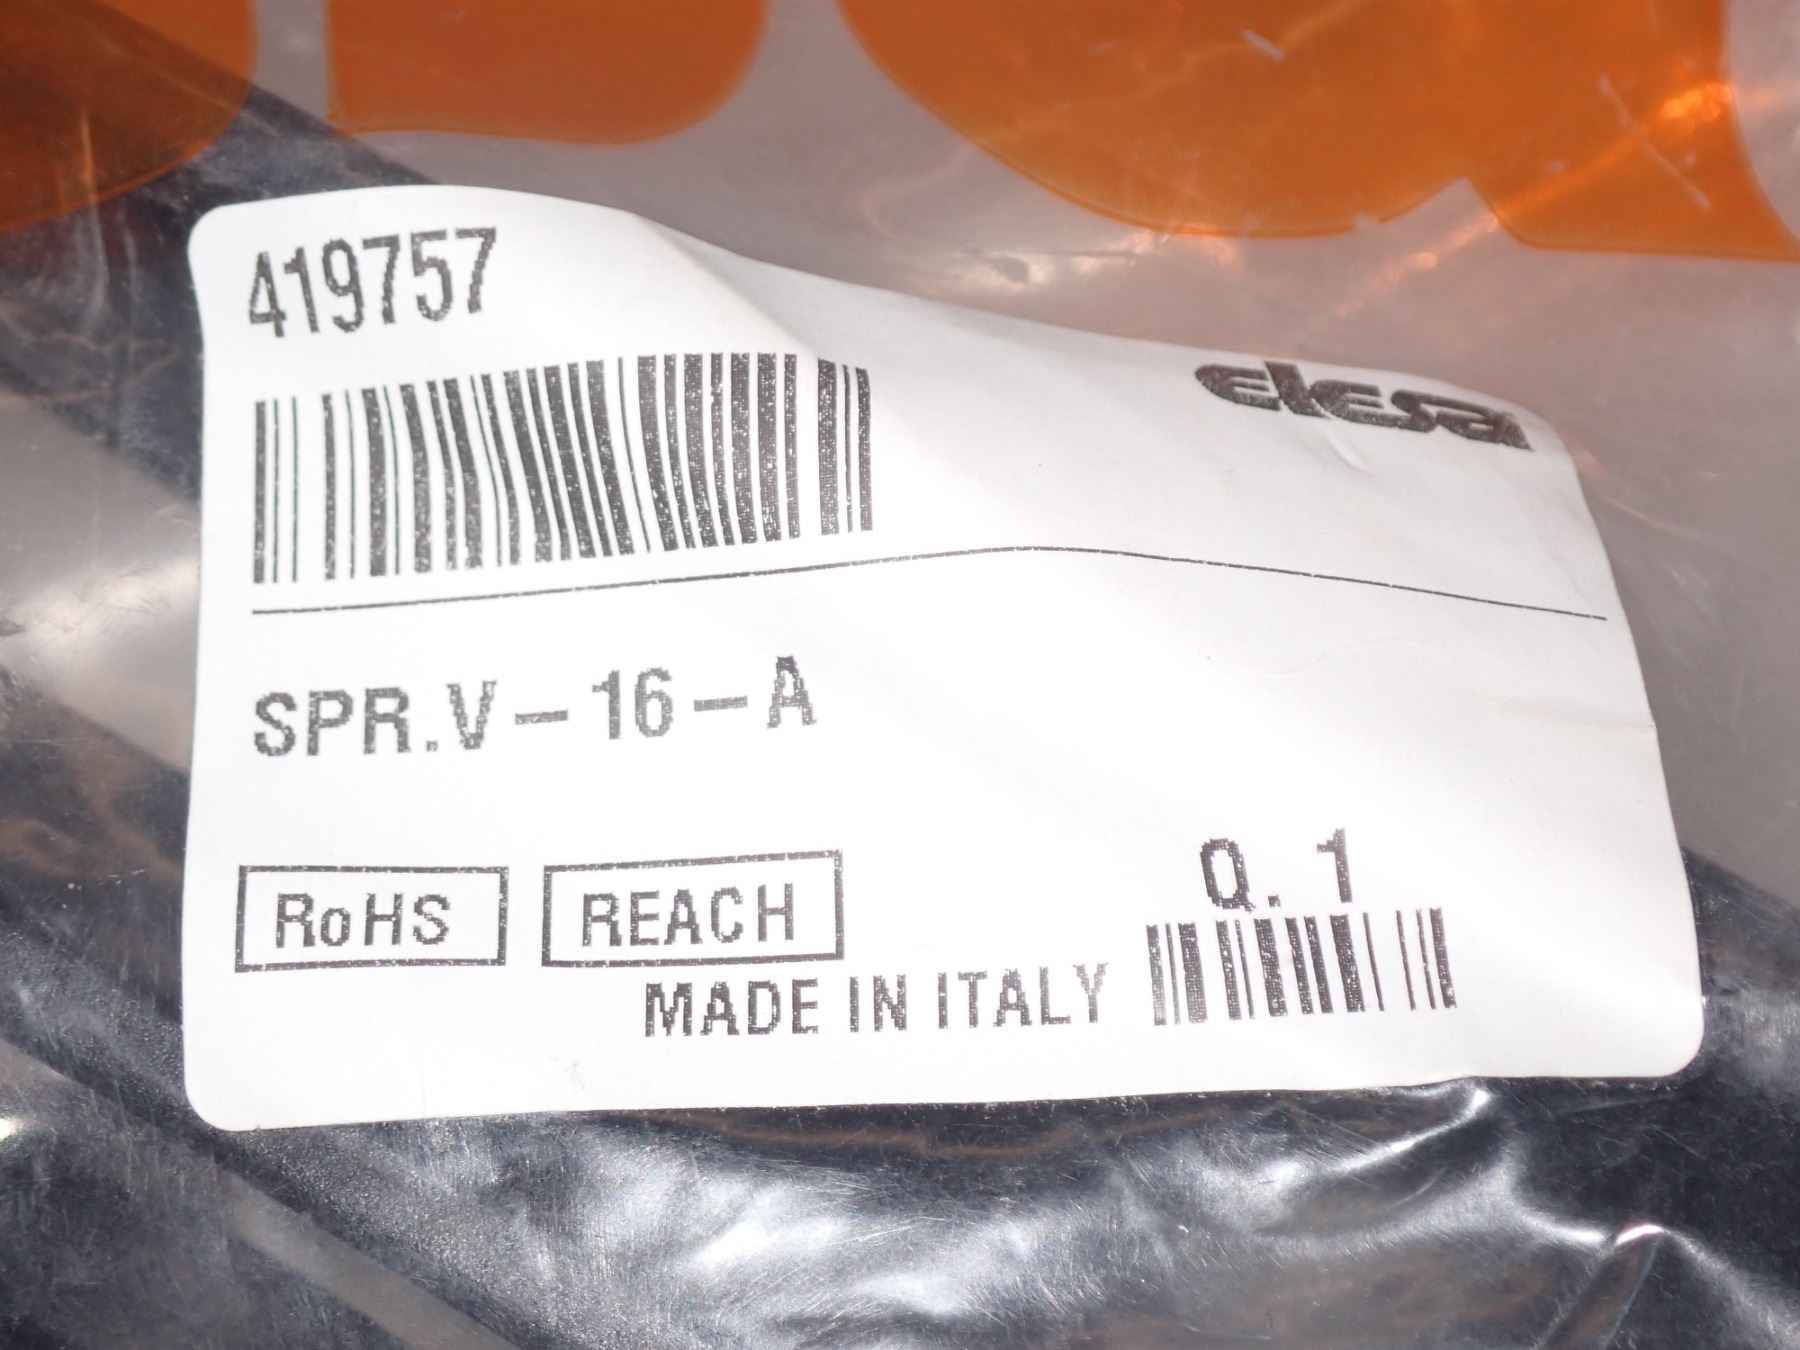 419757
elesa
SPR.V-16-A
RoHS REACH
Q. 1
MADE IN ITALY